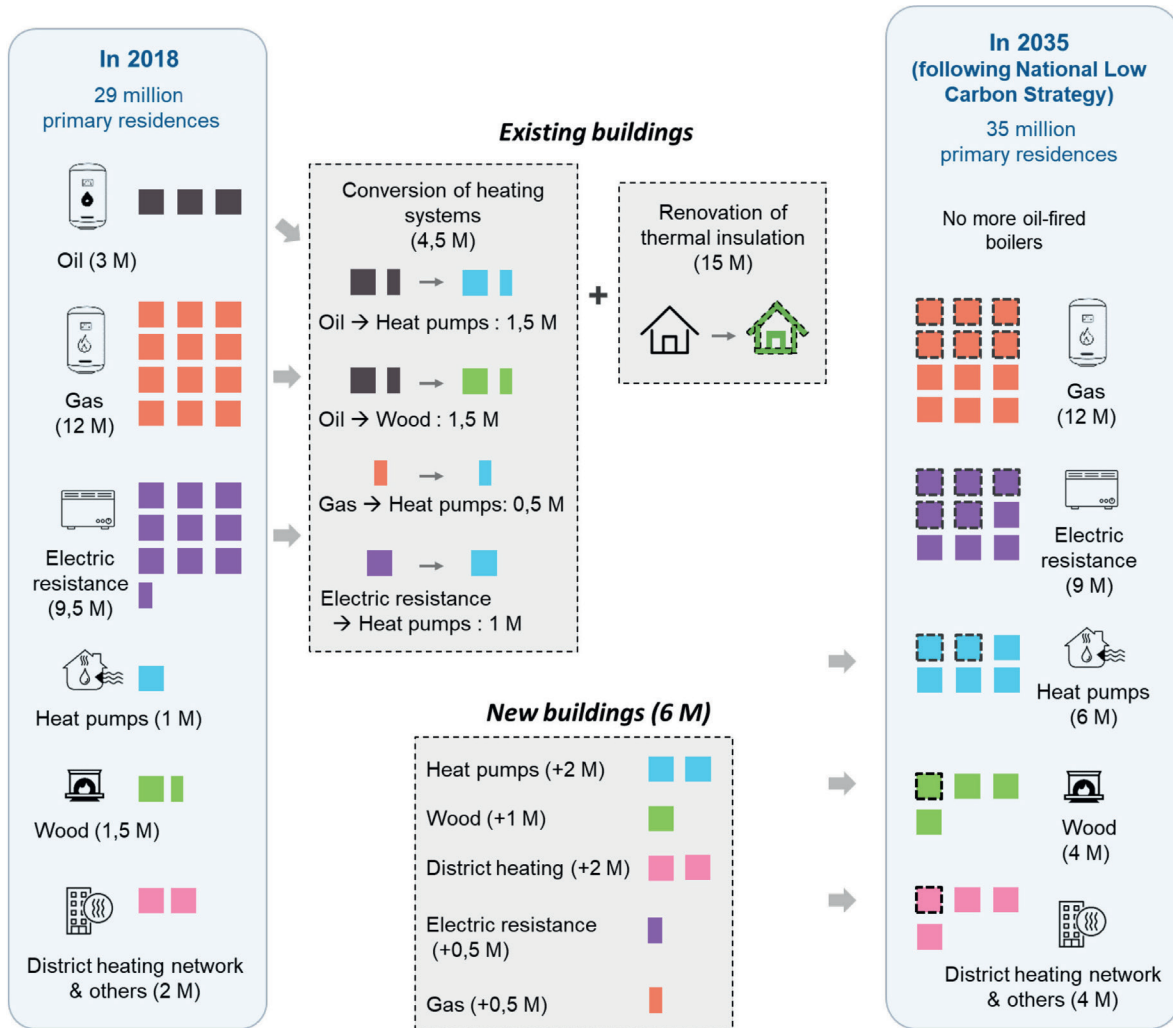 In 2018
29 million
primary residences
Oil (3 M)
Gas
(12 M)
Electric
resistance
(9,5 M)
Heat pumps (1 M)
Wood (1,5 M)
District heating network
& others (2 M)
Existing buildings
Conversion of heating
systems
(4,5 M)
Oil → Heat pumps : 1,5 M
Oil → Wood : 1,5 M
Gas → Heat pumps: 0,5 M
Electric resistance
→ Heat pumps : 1 M
+
Renovation of
thermal insulation
(15 M)
New buildings (6 M)
Heat pumps (+2 M)
Wood (+1 M)
District heating (+2 M)
Electric resistance
(+0,5 M)
Gas (+0,5 M)
In 2035
(following National Low
Carbon Strategy)
35 million
primary residences
No more oil-fired
boilers
Gas
(12 M)
Electric
resistance
(9 M)
Heat pumps
(6 M)
Wood
(4 M)
District heating network
& others (4 M)